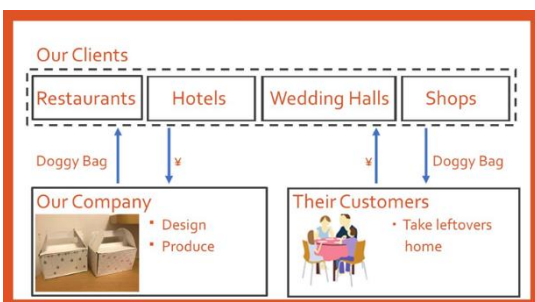 Our Clients
Restaurants
Hotels
Wedding Halls
Shops
Doggy Bag
¥
¥
Doggy Bag
Our Company
▪ Design
▪ Produce
Their Customers
▪ Take leftovers
home